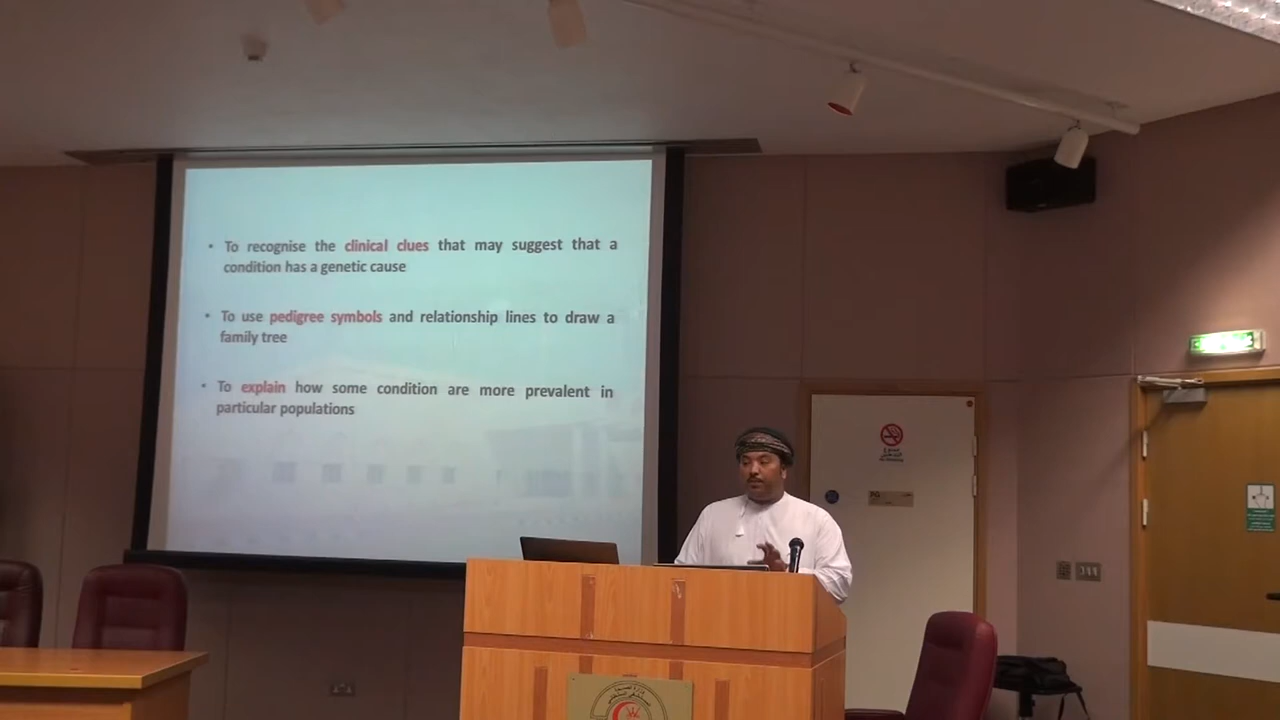 • To recognise the clinical clues that may suggest that a
condition has a genetic cause
• To use pedigree symbols and relationship lines to draw a
family tree
• To explain how some condition are more prevalent in
particular populations